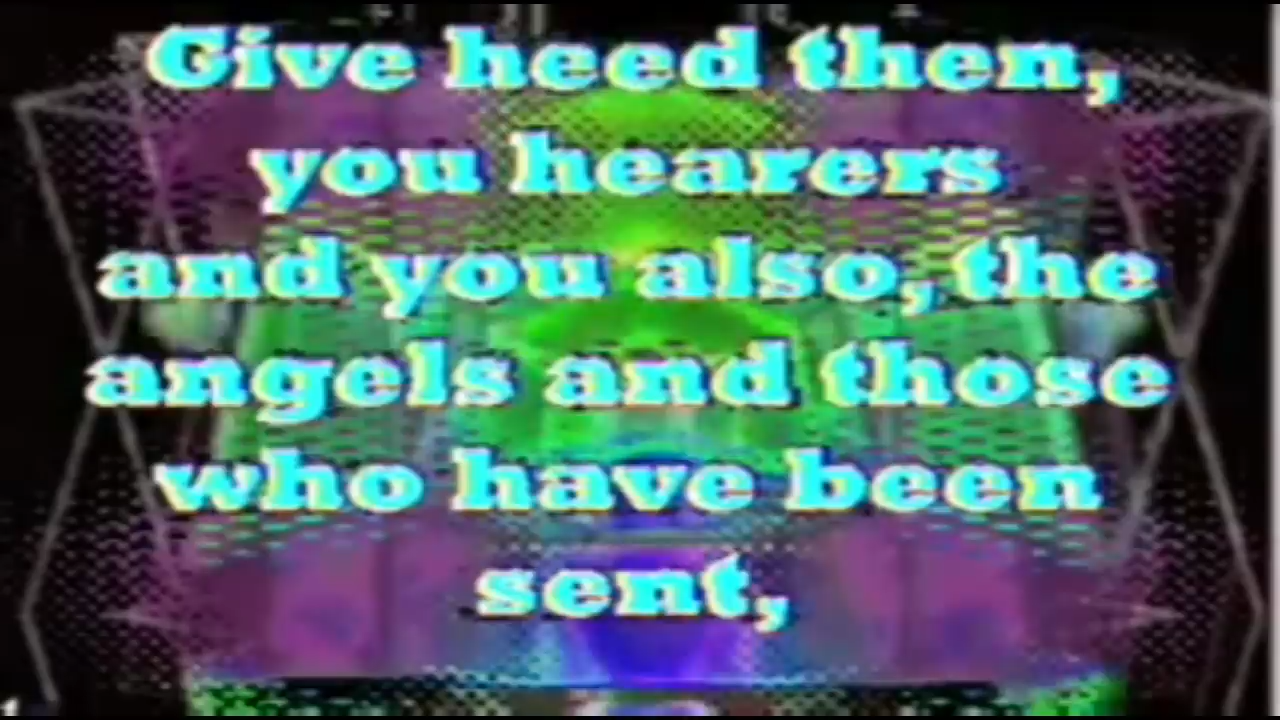 Give heed then,
you hearers
and you also, the
angels and those
who have been
sent,